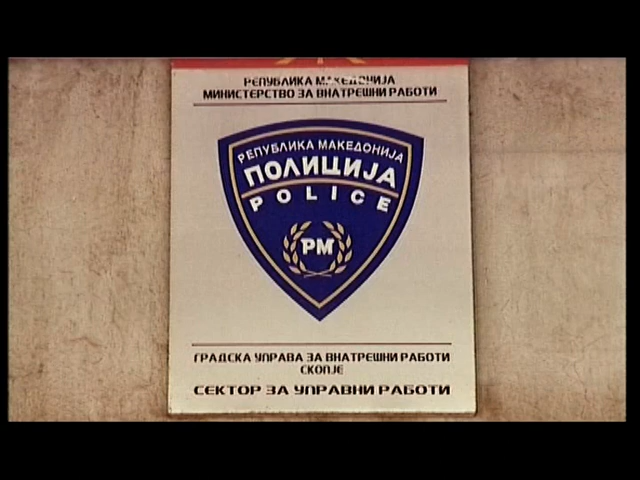 РЕПУБЛИКА МАКЕДОНИЈА
МИНИСТЕРСТВО ЗА ВНАТРЕШНИ РАБОТИ
РЕПУБЛИКА МАКЕДОНИЈА
ПОЛИЦИЈА
POLICE
РМ
ГРАДСКА УПРАВА ЗА ВНАТРЕШНИ РАБОТИ
СКОПЈЕ
СЕКТОР ЗА УПРАВНИ РАБОТИ